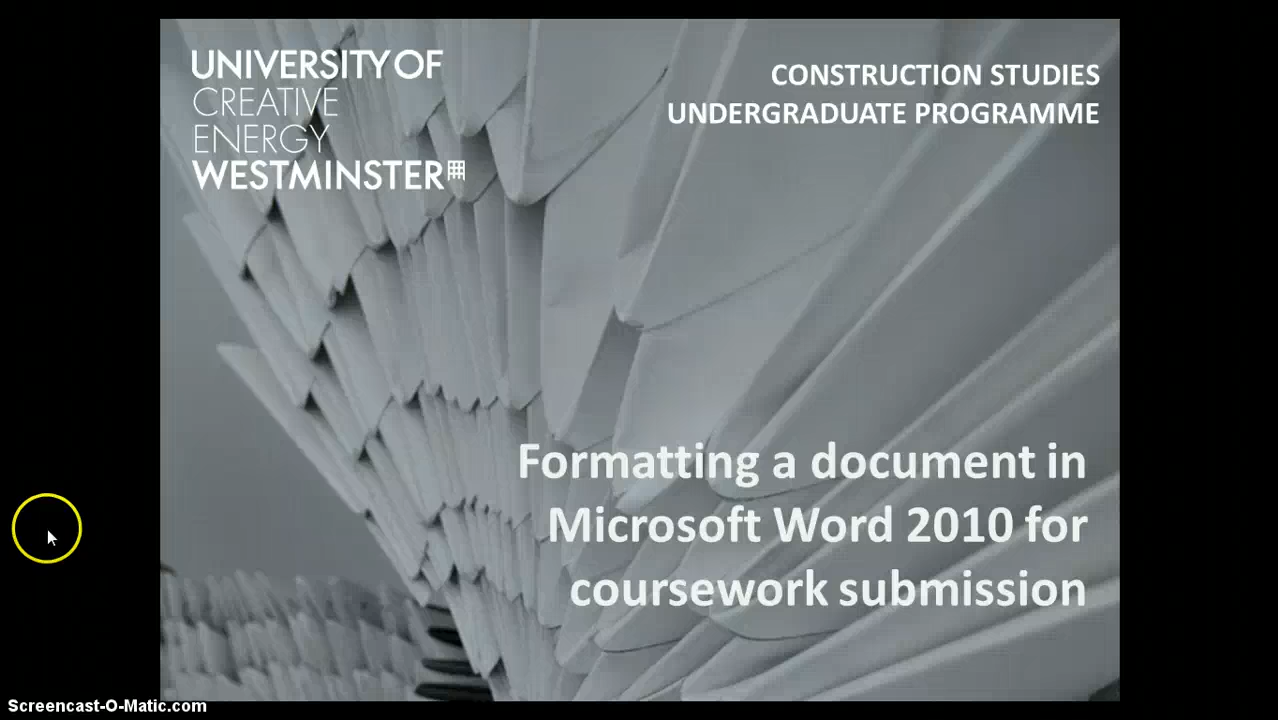 UNIVERSITY OF
CREATIVE
ENERGY
WESTMINSTER
CONSTRUCTION STUDIES
UNDERGRADUATE PROGRAMME
Formatting a document in
Microsoft Word 2010 for
coursework submission
Screencast-O-Matic.com